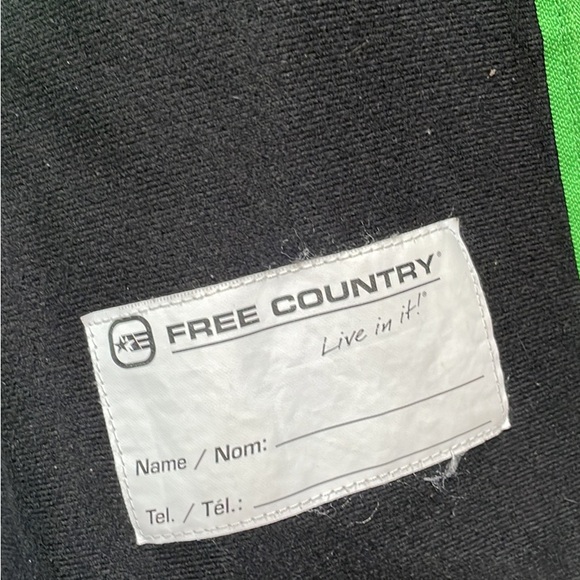 FREE COUNTRY®
Live in it!®
Name / Nom:
Tel. / Tél.: